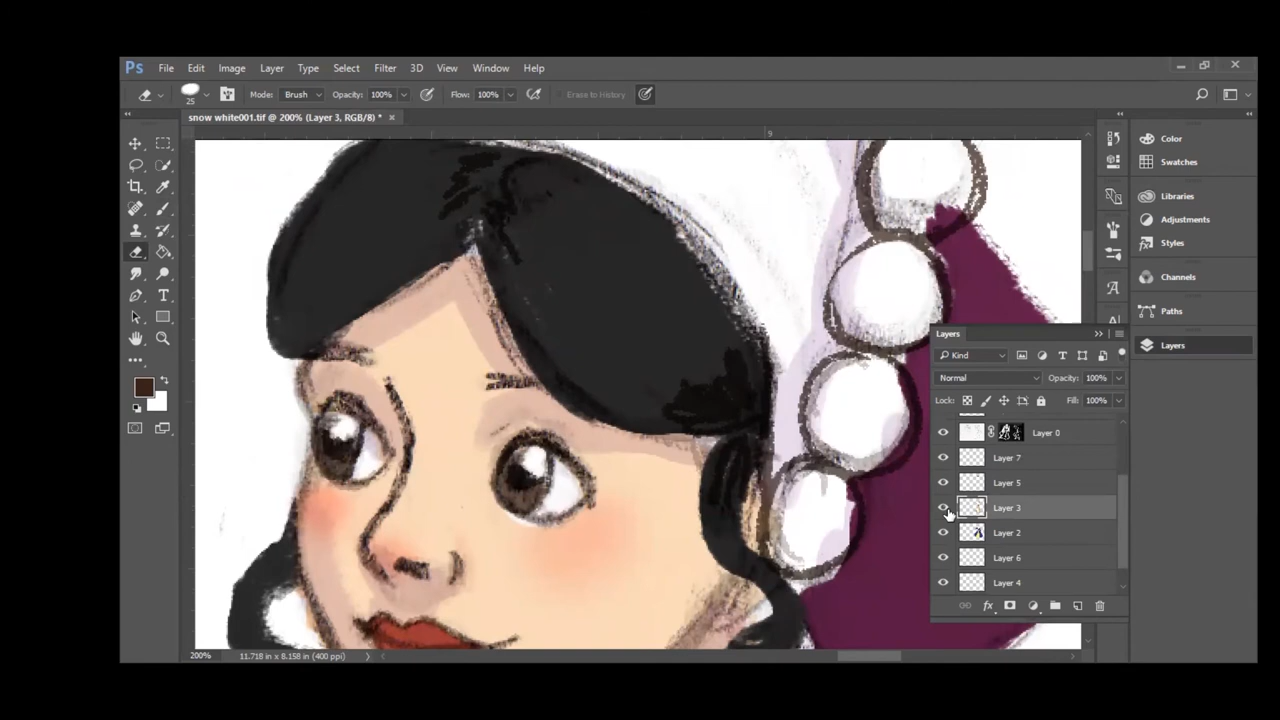 Ps File Edit Image Layer Type Select Filter 3D View Window Help
25 Mode: Brush Opacity: 100% Flow: 100% Erase to History
snow white001.tif @ 200% (Layer 3, RGB/8) * ×
9
Color
Swatches
Libraries
Adjustments
Styles
Channels
Paths
Layers
Layers
Kind
Normal Opacity: 100%
Lock: Fill: 100%
Layer 0
Layer 7
Layer 5
Layer 3
Layer 2
Layer 6
Layer 4
fx
200% 11.718 in x 8.158 in (400 ppi)